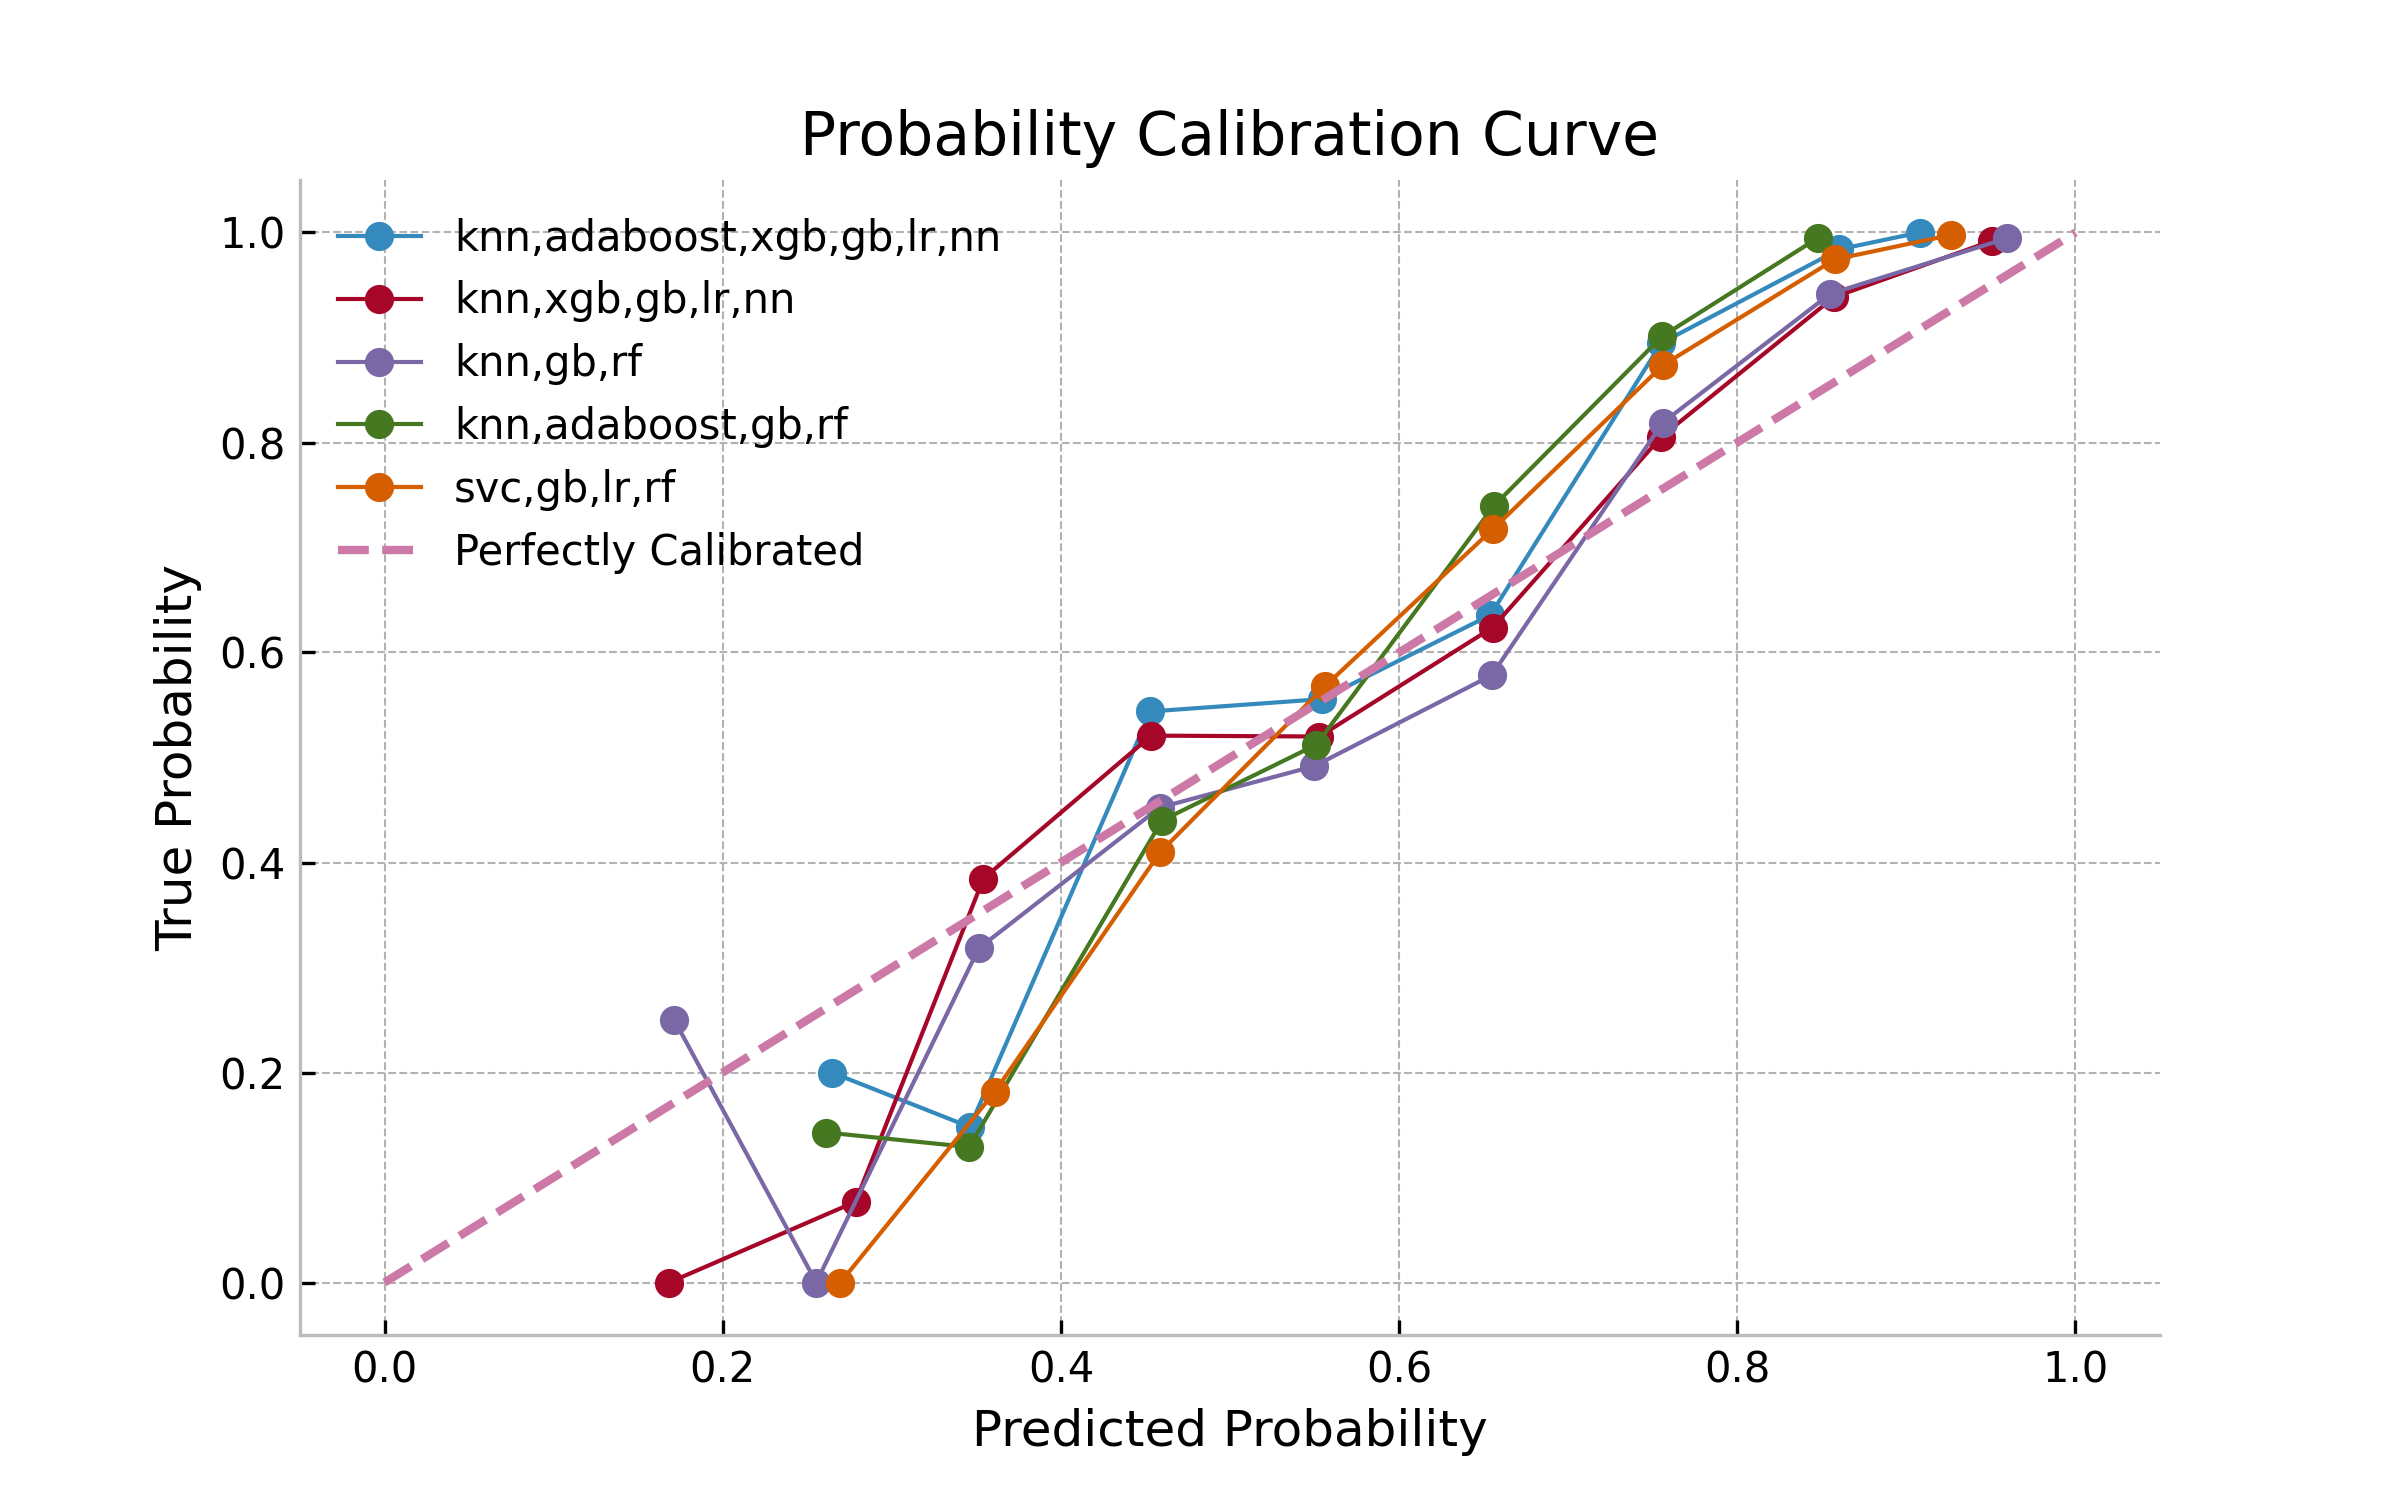 Probability Calibration Curve
knn,adaboost,xgb,gb,lr,nn
knn,xgb,gb,lr,nn
knn,gb,rf
knn,adaboost,gb,rf
svc,gb,lr,rf
Perfectly Calibrated
True Probability
1.0
0.8
0.6
0.4
0.2
0.0
0.0 0.2 0.4 0.6 0.8 1.0
Predicted Probability